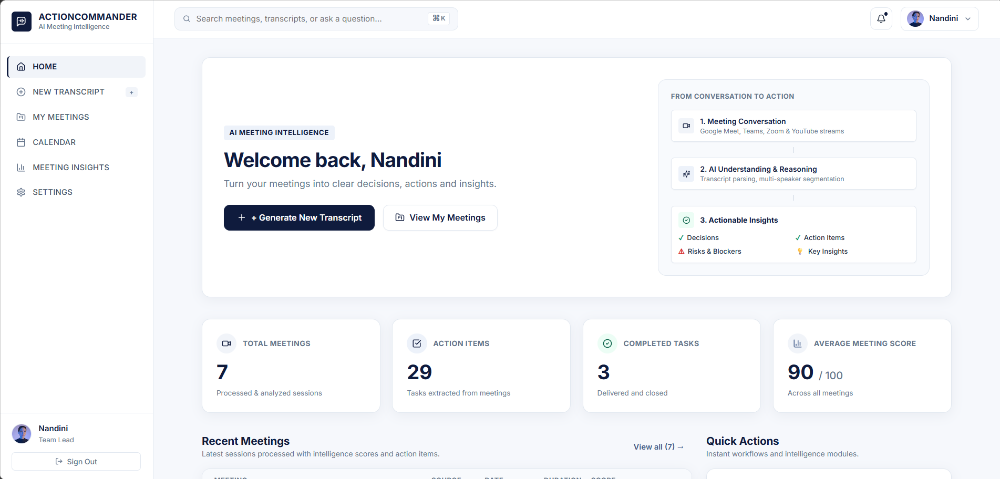 ACTIONCOMMANDER
AI Meeting Intelligence
Search meetings, transcripts, or ask a question...
⌘K
Nandini
HOME
NEW TRANSCRIPT
+
MY MEETINGS
CALENDAR
MEETING INSIGHTS
SETTINGS
AI MEETING INTELLIGENCE
Welcome back, Nandini
Turn your meetings into clear decisions, actions and insights.
+ Generate New Transcript
View My Meetings
FROM CONVERSATION TO ACTION
1. Meeting Conversation
Google Meet, Teams, Zoom & YouTube streams
2. AI Understanding & Reasoning
Transcript parsing, multi-speaker segmentation
3. Actionable Insights
✓ Decisions
✓ Action Items
⚠ Risks & Blockers
💡 Key Insights
TOTAL MEETINGS
7
Processed & analyzed sessions
ACTION ITEMS
29
Tasks extracted from meetings
COMPLETED TASKS
3
Delivered and closed
AVERAGE MEETING SCORE
90 / 100
Across all meetings
Recent Meetings
Latest sessions processed with intelligence scores and action items.
View all (7) →
Quick Actions
Instant workflows and intelligence modules.
MEETING SOURCE DATE DURATION SCORE
Nandini
Team Lead
Sign Out